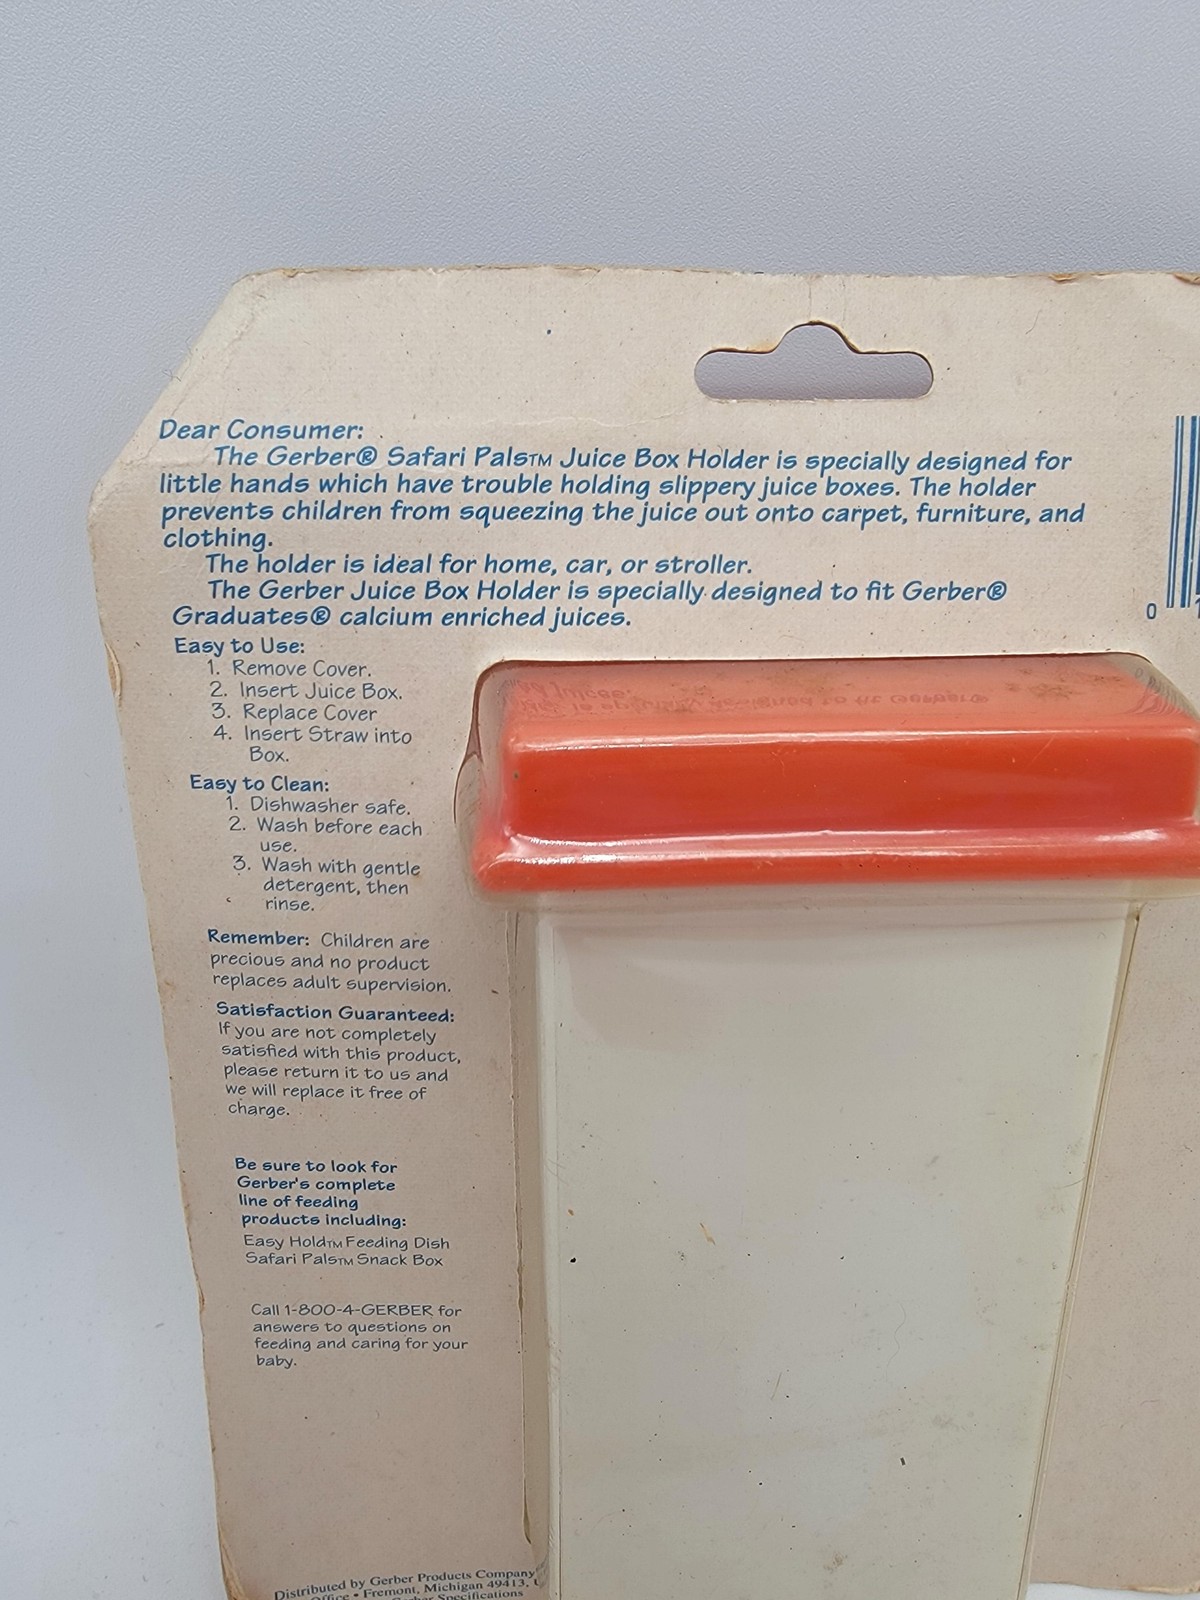 Dear Consumer:
The Gerber® Safari Pals™ Juice Box Holder is specially designed for
little hands which have trouble holding slippery juice boxes. The holder
prevents children from squeezing the juice out onto carpet, furniture, and
clothing.
The holder is ideal for home, car, or stroller.
The Gerber Juice Box Holder is specially designed to fit Gerber®
Graduates® calcium enriched juices.
Easy to Use:
1. Remove Cover.
2. Insert Juice Box.
3. Replace Cover
4. Insert Straw into
Box.
Easy to Clean:
1. Dishwasher safe.
2. Wash before each
use.
3. Wash with gentle
detergent, then
rinse.
Remember: Children are
precious and no product
replaces adult supervision.
Satisfaction Guaranteed:
If you are not completely
satisfied with this product,
please return it to us and
we will replace it free of
charge.
Be sure to look for
Gerber's complete
line of feeding
products including:
Easy Hold™ Feeding Dish
Safari Pals™ Snack Box
Call 1-800-4-GERBER for
answers to questions on
feeding and caring for your
baby.
Distributed by Gerber Products Company
Office • Fremont, Michigan 49413,
Gerber Specifications
0